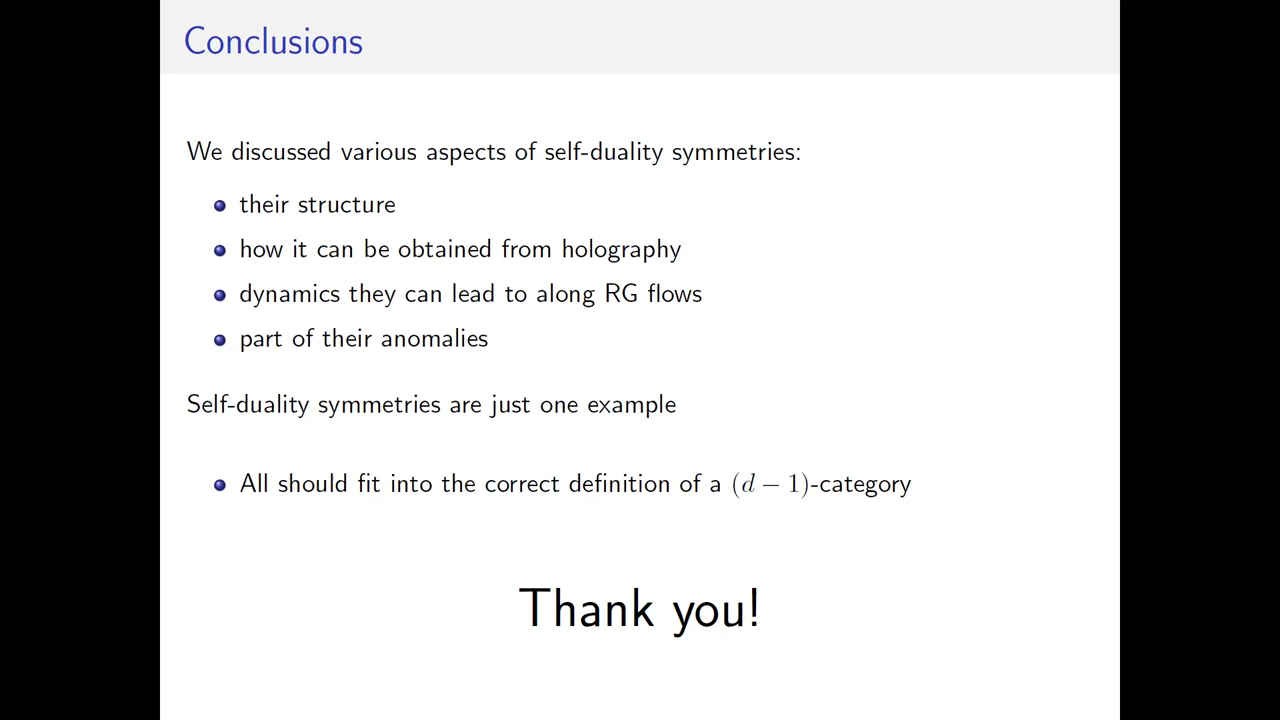 Conclusions
We discussed various aspects of self-duality symmetries:
their structure
how it can be obtained from holography
dynamics they can lead to along RG flows
part of their anomalies
Self-duality symmetries are just one example
All should fit into the correct definition of a (d − 1)-category
Thank you!